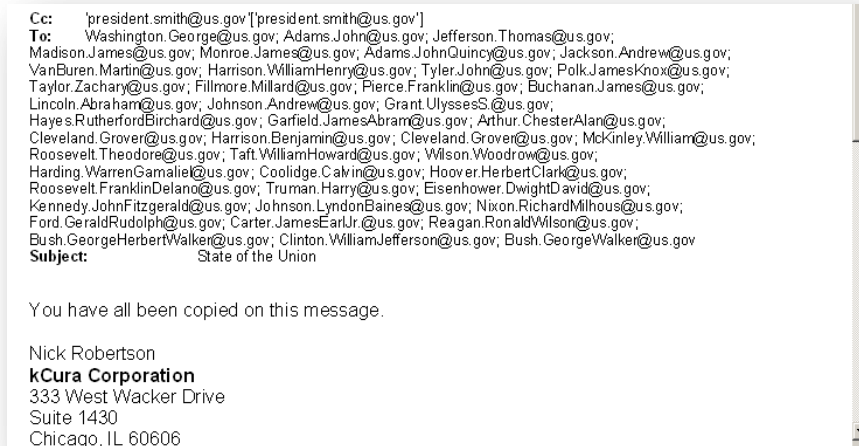 Cc: 'president.smith@us.gov'['president.smith@us.gov']
To: Washington.George@us.gov; Adams.John@us.gov; Jefferson.Thomas@us.gov;
Madison.James@us.gov; Monroe.James@us.gov; Adams.JohnQuincy@us.gov; Jackson.Andrew@us.gov;
VanBuren.Martin@us.gov; Harrison.WilliamHenry@us.gov; Tyler.John@us.gov; Polk.JamesKnox@us.gov;
Taylor.Zachary@us.gov; Fillmore.Millard@us.gov; Pierce.Franklin@us.gov; Buchanan.James@us.gov;
Lincoln.Abraham@us.gov; Johnson.Andrew@us.gov; Grant.UlyssesS.@us.gov;
Hayes.RutherfordBirchard@us.gov; Garfield.JamesAbram@us.gov; Arthur.ChesterAlan@us.gov;
Cleveland.Grover@us.gov; Harrison.Benjamin@us.gov; Cleveland.Grover@us.gov; McKinley.William@us.gov;
Roosevelt.Theodore@us.gov; Taft.WilliamHoward@us.gov; Wilson.Woodrow@us.gov;
Harding.WarrenGamaliel@us.gov; Coolidge.Calvin@us.gov; Hoover.HerbertClark@us.gov;
Roosevelt.FranklinDelano@us.gov; Truman.Harry@us.gov; Eisenhower.DwightDavid@us.gov;
Kennedy.JohnFitzgerald@us.gov; Johnson.LyndonBaines@us.gov; Nixon.RichardMilhous@us.gov;
Ford.GeraldRudolph@us.gov; Carter.JamesEarlJr.@us.gov; Reagan.RonaldWilson@us.gov;
Bush.GeorgeHerbertWalker@us.gov; Clinton.WilliamJefferson@us.gov; Bush.GeorgeWalker@us.gov
Subject: State of the Union
You have all been copied on this message.
Nick Robertson
kCura Corporation
333 West Wacker Drive
Suite 1430
Chicago, IL 60606